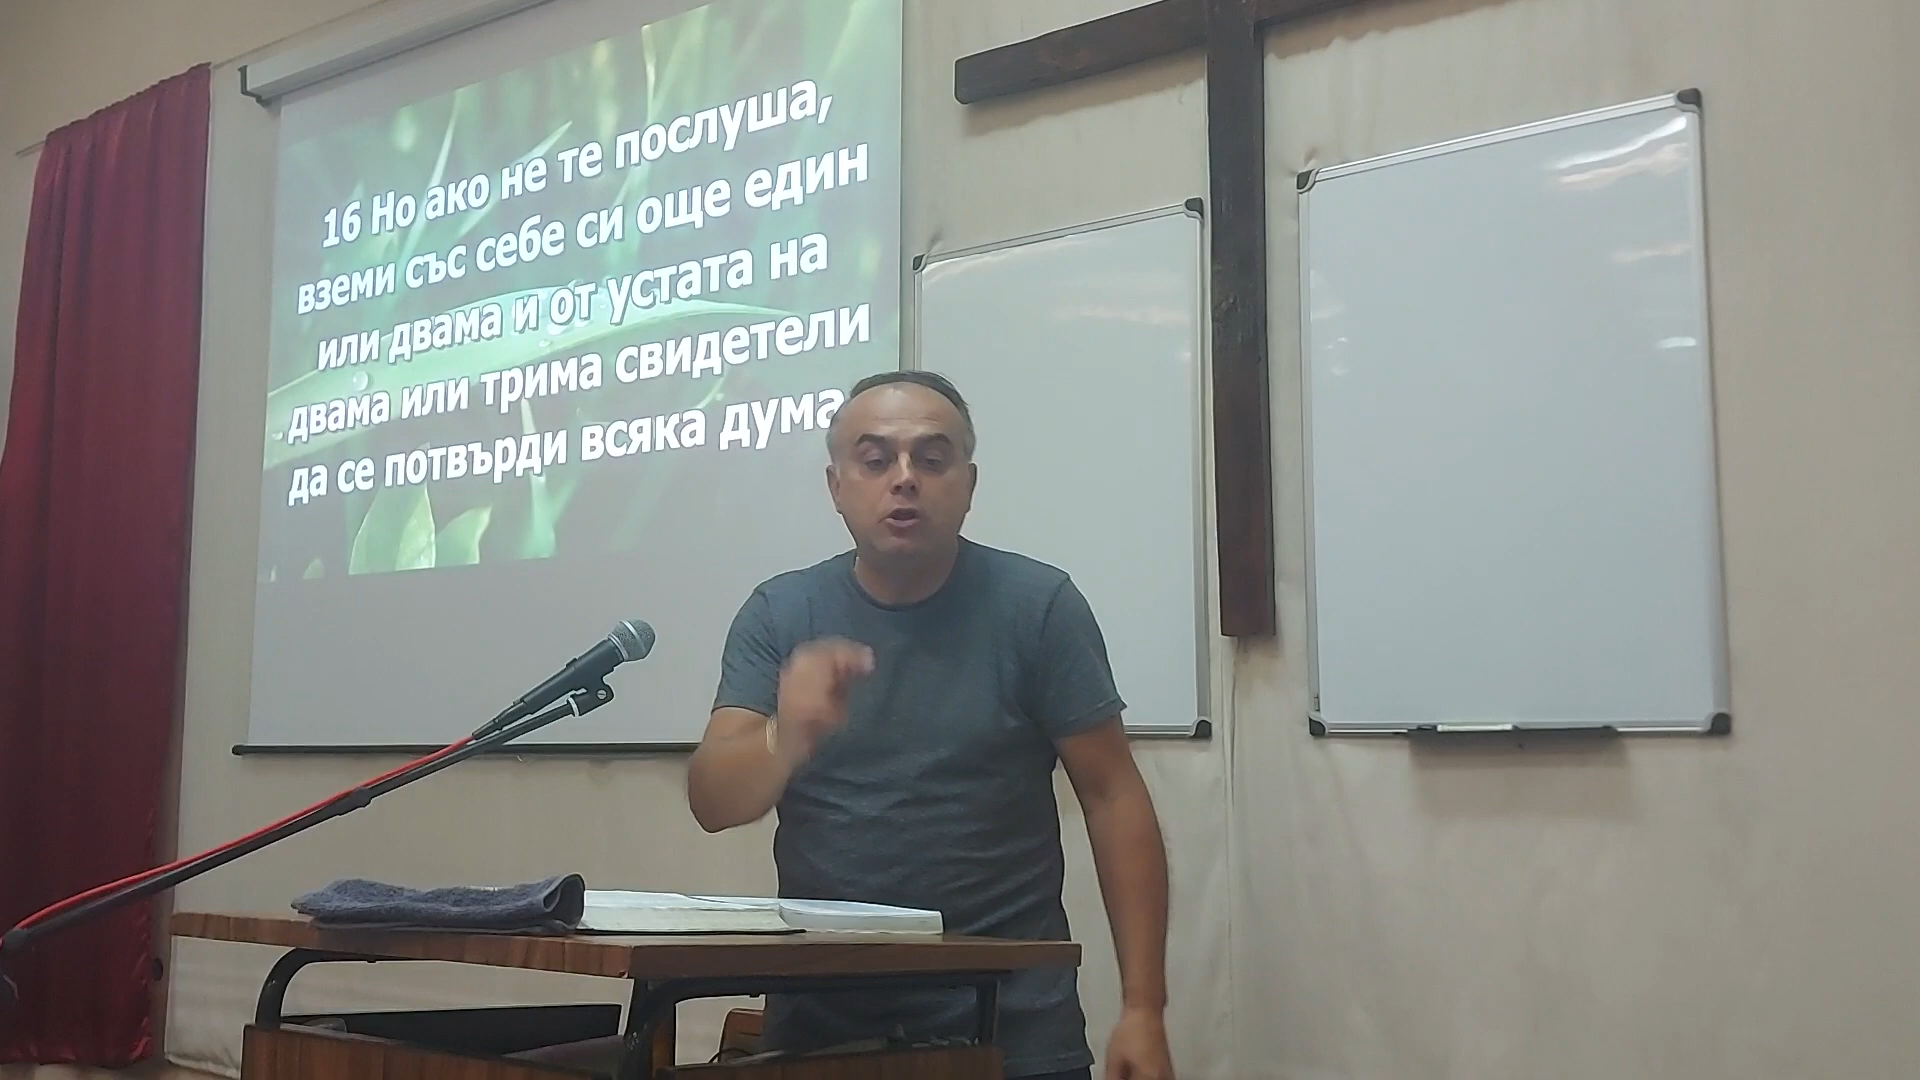 16 Но ако не те послуша,
вземи със себе си още един
или двама и от устата на
двама или трима свидетели
да се потвърди всяка дума